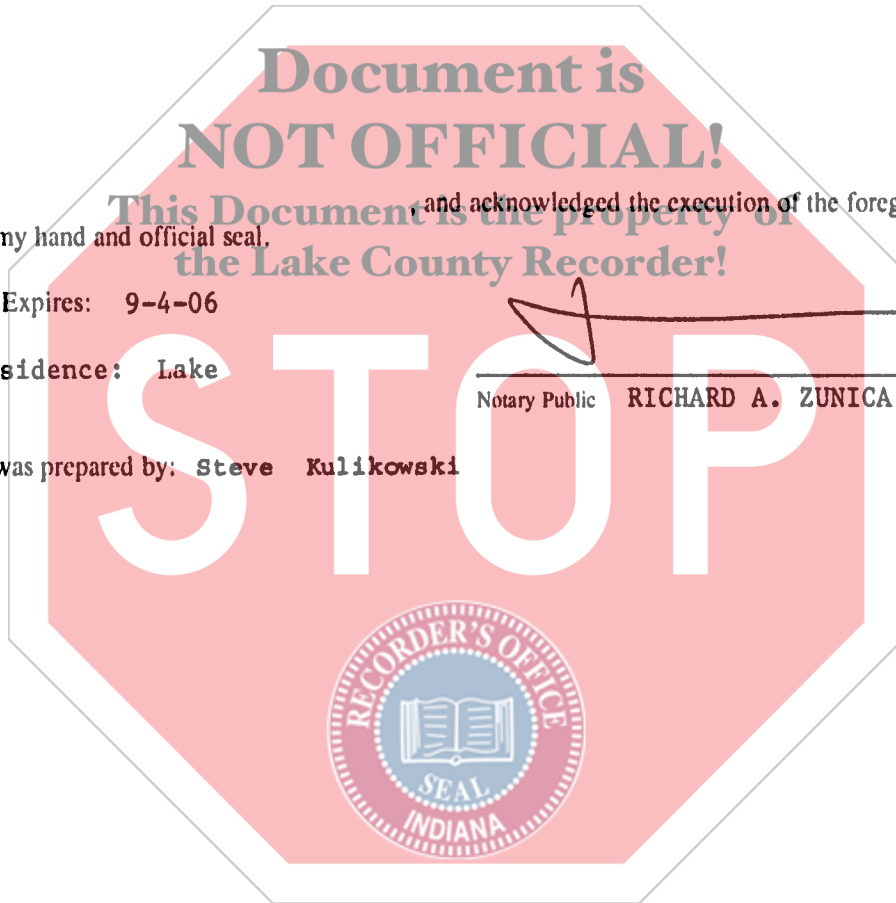 Document is
NOT OFFICIAL!
This Document is the property of
the Lake County Recorder!
, and acknowledged the execution of the foreg
my hand and official seal.
Expires: 9-4-06
sidence: Lake
Notary Public RICHARD A. ZUNICA
was prepared by: Steve Kulikowski
STOP
RECORDER'S OFFICE
SEAL
INDIANA